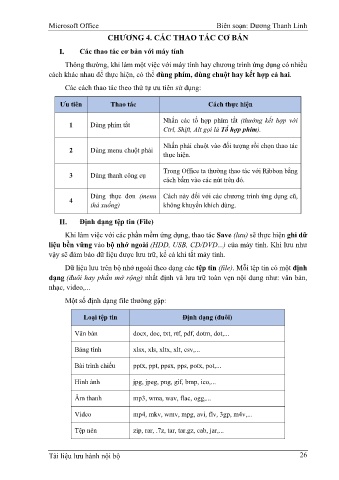 Microsoft Office
Biên soạn: Dương Thanh Linh
CHƯƠNG 4. CÁC THAO TÁC CƠ BẢN
I. Các thao tác cơ bản với máy tính
Thông thường, khi làm một việc với máy tính hay chương trình ứng dụng có nhiều
cách khác nhau để thực hiện, có thể dùng phím, dùng chuột hay kết hợp cả hai.
Các cách thao tác theo thứ tự ưu tiên sử dụng:
Ưu tiên Thao tác Cách thực hiện
1 Dùng phím tắt Nhấn các tổ hợp phím tắt (thường kết hợp với
Ctrl, Shift, Alt gọi là Tổ hợp phím).
2 Dùng menu chuột phải Nhấn phải chuột vào đối tượng rồi chọn thao tác
thực hiện.
3 Dùng thanh công cụ Trong Office ta thường thao tác với Ribbon bằng
cách bấm vào các nút trên đó.
4 Dùng thực đơn (menu
thả xuống)
Cách này đối với các chương trình ứng dụng cũ,
không khuyến khích dùng.
II. Định dạng tệp tin (File)
Khi làm việc với các phần mềm ứng dụng, thao tác Save (lưu) sẽ thực hiện ghi dữ
liệu bền vững vào bộ nhớ ngoài (HDD, USB, CD/DVD...) của máy tính. Khi lưu như
vậy sẽ đảm bảo dữ liệu được lưu trữ, kể cả khi tắt máy tính.
Dữ liệu lưu trên bộ nhớ ngoài theo dạng các tệp tin (file). Mỗi tệp tin có một định
dạng (đuôi hay phần mở rộng) nhất định và lưu trữ toàn vẹn nội dung như: văn bản,
nhạc, video,...
Một số định dạng file thường gặp:
Loại tệp tin Định dạng (đuôi)
Văn bản docx, doc, txt, rtf, pdf, dotm, dot,...
Bảng tính xlsx, xls, xltx, xlt, csv,...
Bài trình chiếu pptx, ppt, ppsx, pps, potx, pot,...
Hình ảnh jpg, jpeg, png, gif, bmp, ico,...
Âm thanh mp3, wma, wav, flac, ogg,...
Video mp4, mkv, wmv, mpg, avi, flv, 3gp, m4v,...
Tệp nén zip, rar, .7z, tar, tar.gz, cab, jar,...
Tài liệu lưu hành nội bộ
26